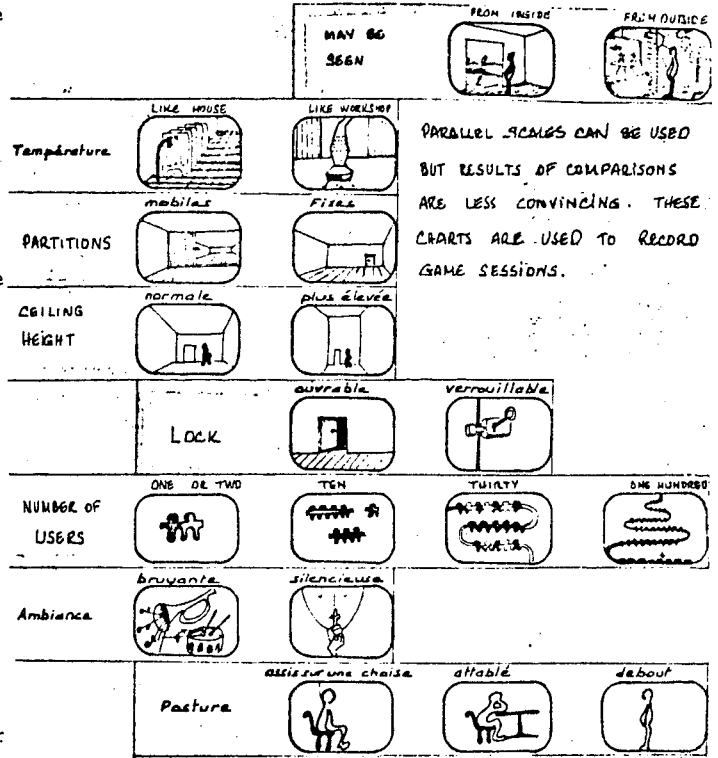 FROM INSIDE
FROM OUTSIDE
MAY BE
SEEN
LIKE HOUSE
LIKE WORKSHOP
Température
PARALLEL SCALES CAN BE USED
BUT RESULTS OF COMPARISONS
ARE LESS CONVINCING. THESE
CHARTS ARE USED TO RECORD
GAME SESSIONS.
mobiles
Fixes
PARTITIONS
normale
plus élevée
CEILING
HEIGHT
ouvrable
verrouillable
LOCK
ONE OR TWO
TEN
THIRTY
ONE HUNDRED
NUMBER OF
USERS
bruyante
silencieuse
Ambiance
assis sur une chaise
attablé
debout
Posture